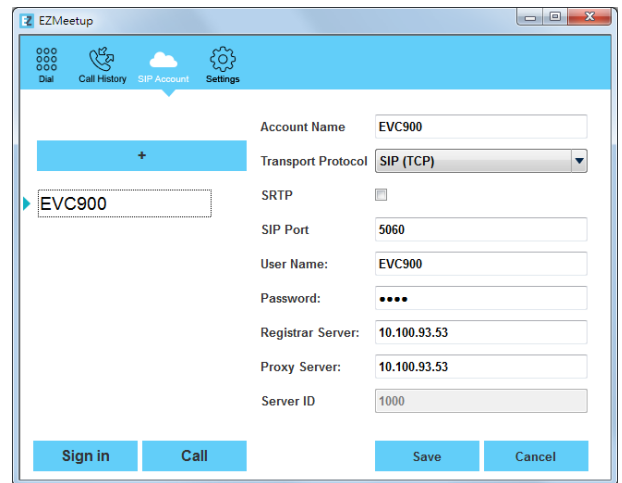 EZMeetup
Dial Call History SIP Account Settings
+
EVC900
Account Name EVC900
Transport Protocol SIP (TCP)
SRTP
SIP Port 5060
User Name: EVC900
Password: ••••
Registrar Server: 10.100.93.53
Proxy Server: 10.100.93.53
Server ID 1000
Sign in Call Save Cancel